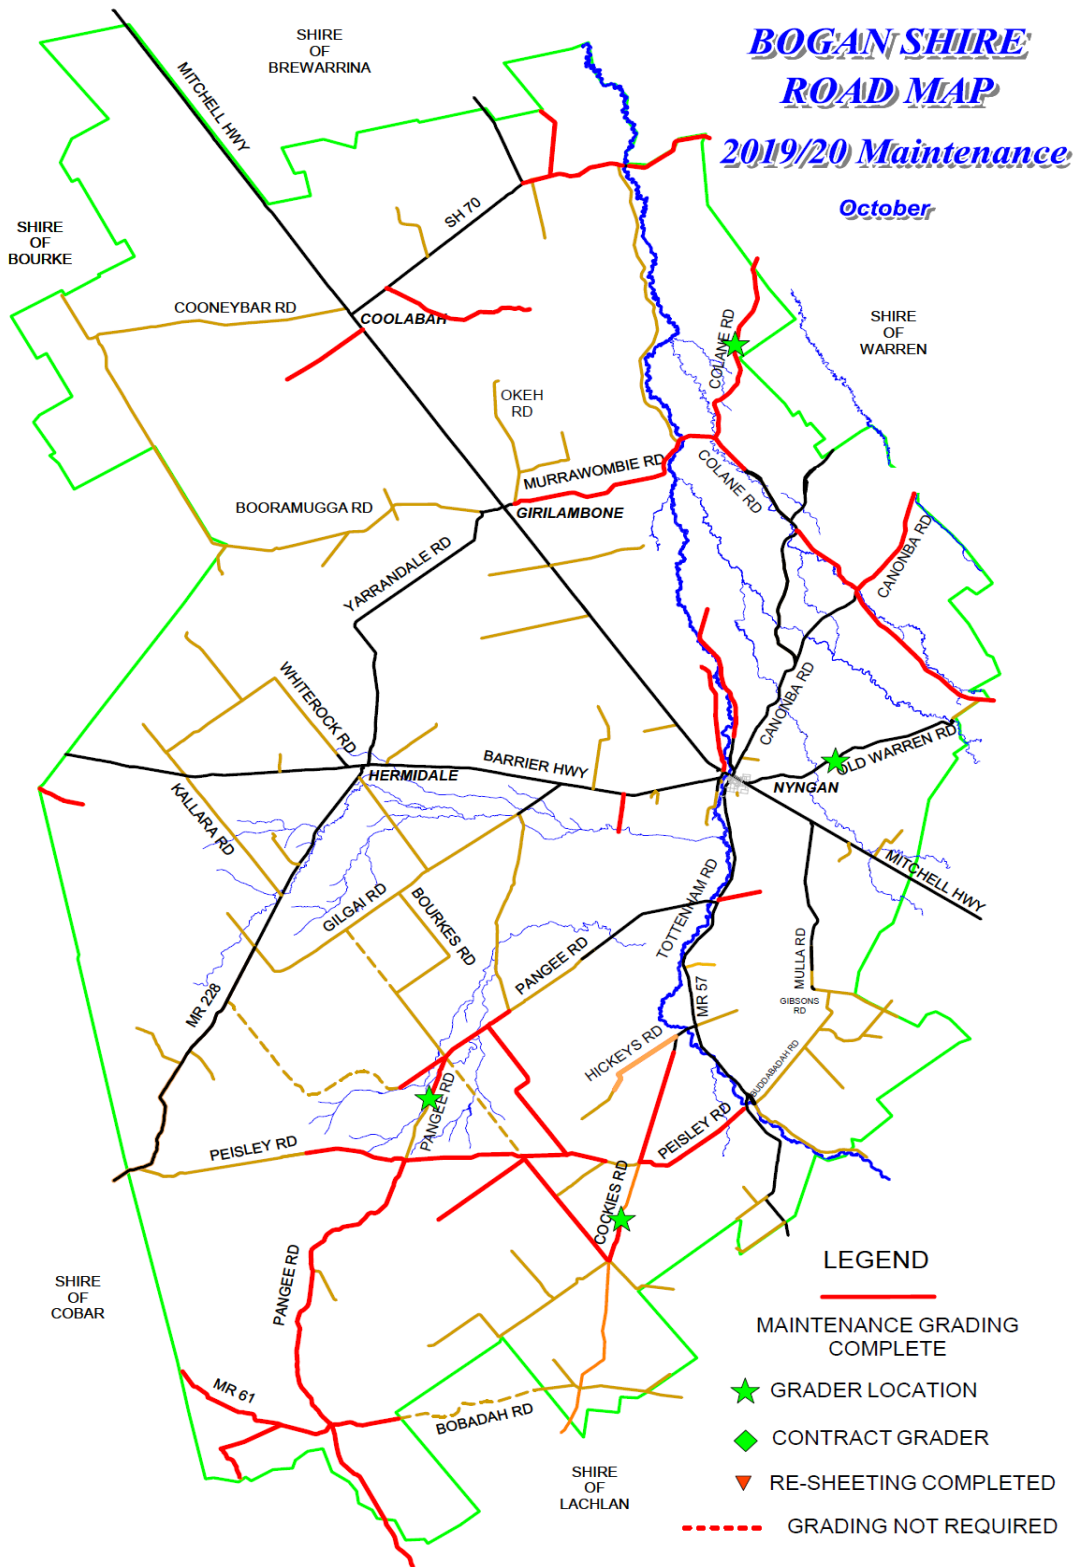 BOGAN SHIRE
ROAD MAP
2019/20 Maintenance
October
SHIRE
OF
BREWARRINA
MITCHELL HWY
SHIRE
OF
BOURKE
SH 70
COONEYBAR RD
COOLABAH
SHIRE
OF
WARREN
COLANE RD
OKEH
RD
MURRAWOMBIE RD
COLANE RD
BOORAMUGGA RD
GIRILAMBONE
CANONBA RD
YARRANDALE RD
WHITEROCK RD
CANONBA RD
BARRIER HWY
OLD WARREN RD
HERMIDALE
NYNGAN
KALLARA RD
MITCHELL HWY
GILGAI RD
BOURKES RD
TOTTENHAM RD
PANGEE RD
MULLA RD
MR 228
MR 57
GIBSONS
RD
HICKEYS RD
BUDDABADAH RD
PANGEE RD
PEISLEY RD
PEISLEY RD
COCKIES RD
PANGEE RD
SHIRE
OF
COBAR
MR 61
BOBADAH RD
SHIRE
OF
LACHLAN
LEGEND
MAINTENANCE GRADING
COMPLETE
GRADER LOCATION
CONTRACT GRADER
RE-SHEETING COMPLETED
GRADING NOT REQUIRED